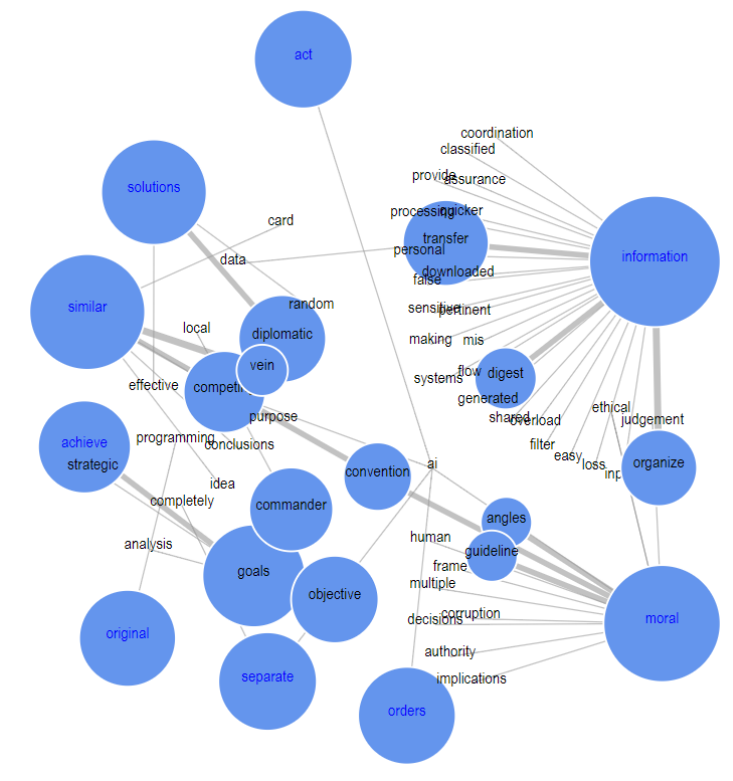 act
coordination
classified
provide
assurance
solutions
processing
quicker
card
transfer
personal
information
data
downloaded
false
random
similar
sensitive
pertinent
local
diplomatic
making
mis
vein
flow
digest
systems
effective
generated
purpose
shared
overload
ethical
judgement
programming
conclusions
achieve
filter
easy
strategic
ai
loss
organize
convention
idea
completely
commander
angles
human
analysis
guideline
frame
goals
multiple
objective
corruption
decisions
moral
original
authority
separate
implications
orders